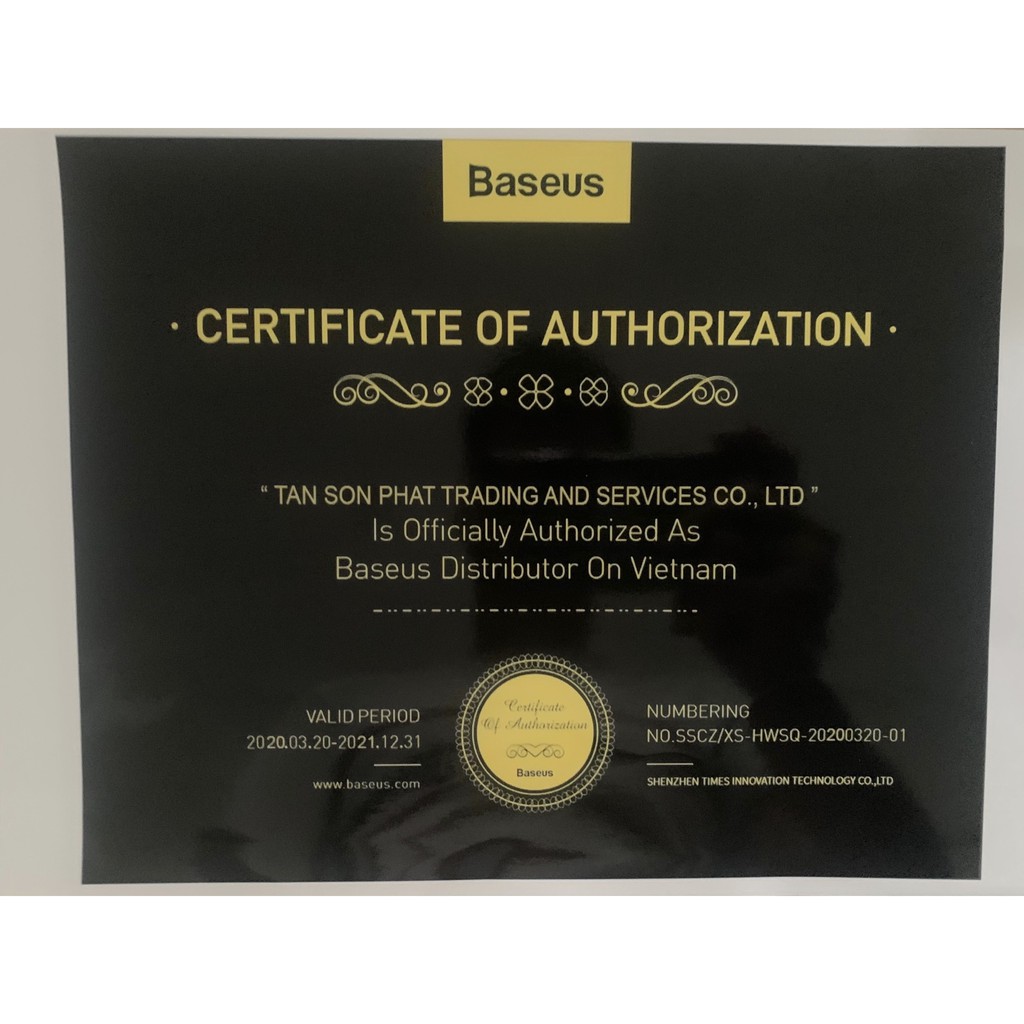 Baseus
· CERTIFICATE OF AUTHORIZATION ·
“ TAN SON PHAT TRADING AND SERVICES CO., LTD ”
Is Officially Authorized As
Baseus Distributor On Vietnam
VALID PERIOD
2020.03.20-2021.12.31
www.baseus.com
Certificate
Of Authorization
Baseus
NUMBERING
NO.SSCZ/XS-HWSQ-20200320-01
SHENZHEN TIMES INNOVATION TECHNOLOGY CO.,LTD